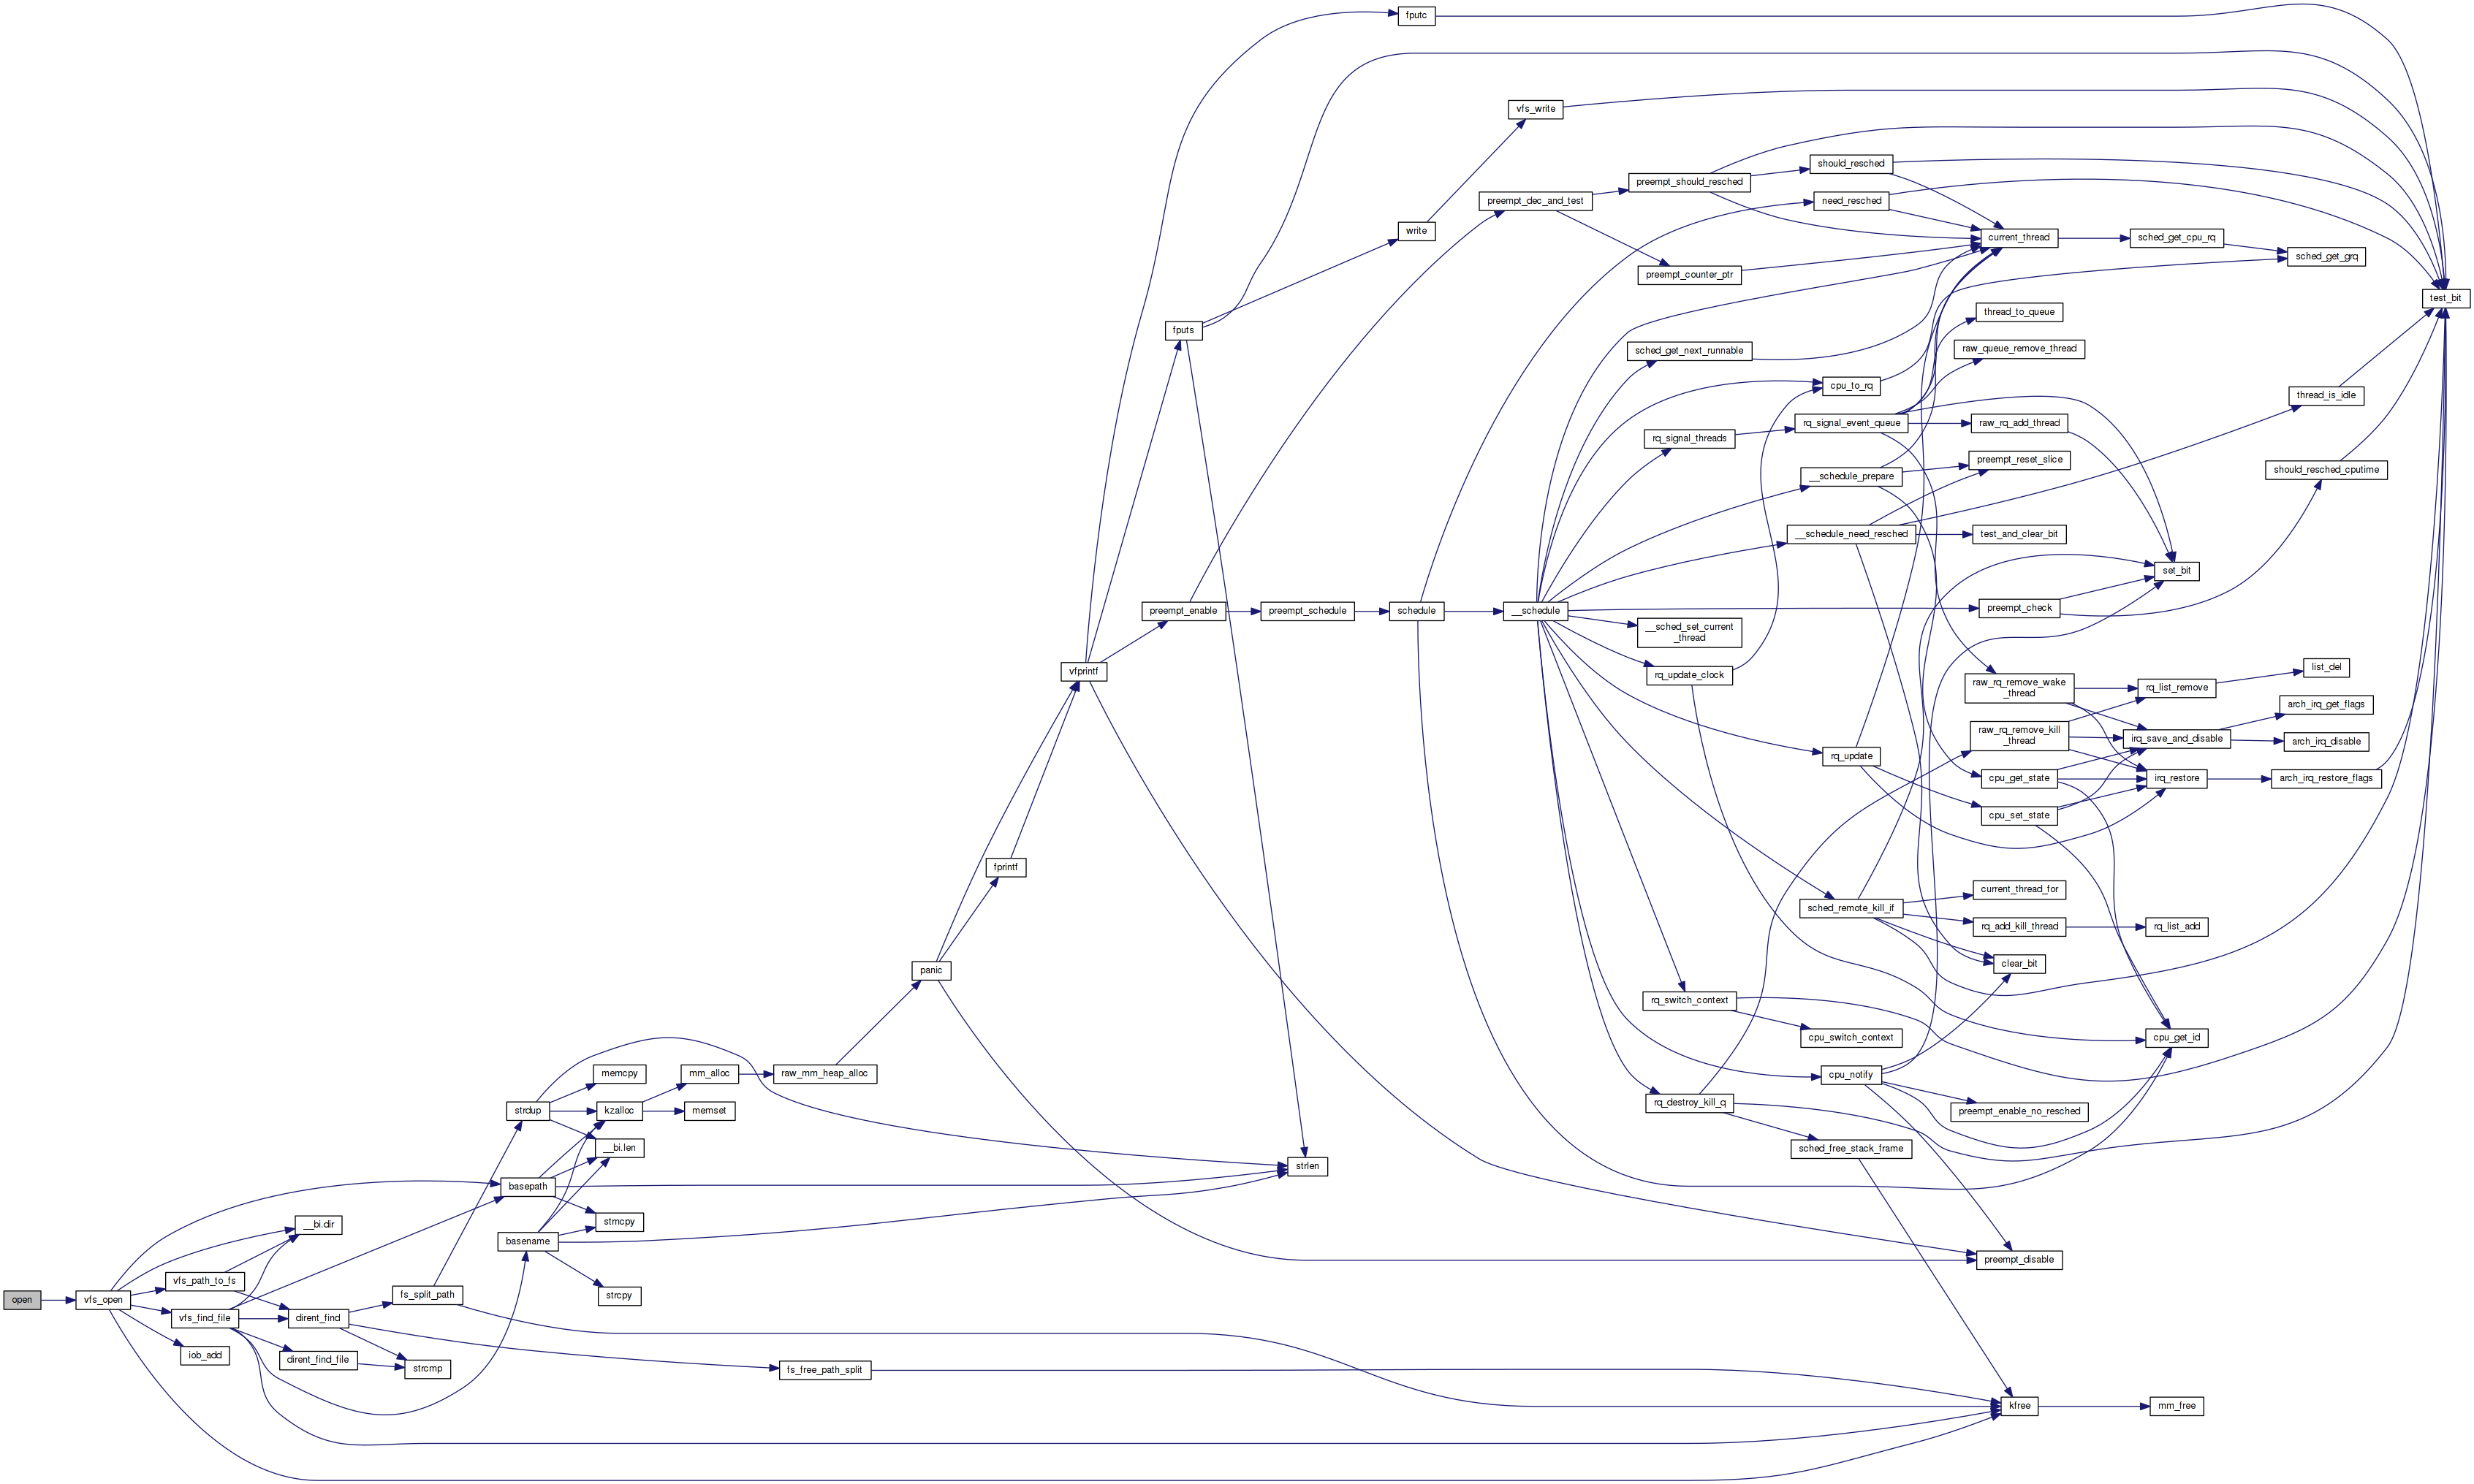 open
vfs_open
vfs_path_to_fs
vfs_find_file
iob_add
__bi.dir
dirent_find
dirent_find_file
fs_split_path
strcmp
strdup
basepath
basename
memcpy
kzalloc
__bi.len
strncpy
strcpy
mm_alloc
memset
raw_mm_heap_alloc
fs_free_path_split
panic
fprintf
vfprintf
fputs
preempt_enable
preempt_schedule
strlen
fputc
write
schedule
vfs_write
preempt_dec_and_test
__schedule
preempt_should_resched
preempt_counter_ptr
sched_get_next_runnable
rq_signal_threads
__sched_set_current
_thread
rq_update_clock
rq_switch_context
rq_destroy_kill_q
should_resched
need_resched
cpu_to_rq
rq_signal_event_queue
__schedule_prepare
__schedule_need_resched
rq_update
sched_remote_kill_if
cpu_switch_context
cpu_notify
sched_free_stack_frame
current_thread
thread_to_queue
raw_queue_remove_thread
raw_rq_add_thread
preempt_reset_slice
test_and_clear_bit
preempt_check
raw_rq_remove_wake
_thread
raw_rq_remove_kill
_thread
cpu_get_state
cpu_set_state
current_thread_for
rq_add_kill_thread
clear_bit
preempt_enable_no_resched
preempt_disable
kfree
sched_get_cpu_rq
set_bit
rq_list_remove
irq_save_and_disable
irq_restore
rq_list_add
cpu_get_id
mm_free
sched_get_grq
thread_is_idle
should_resched_cputime
list_del
arch_irq_get_flags
arch_irq_disable
arch_irq_restore_flags
test_bit